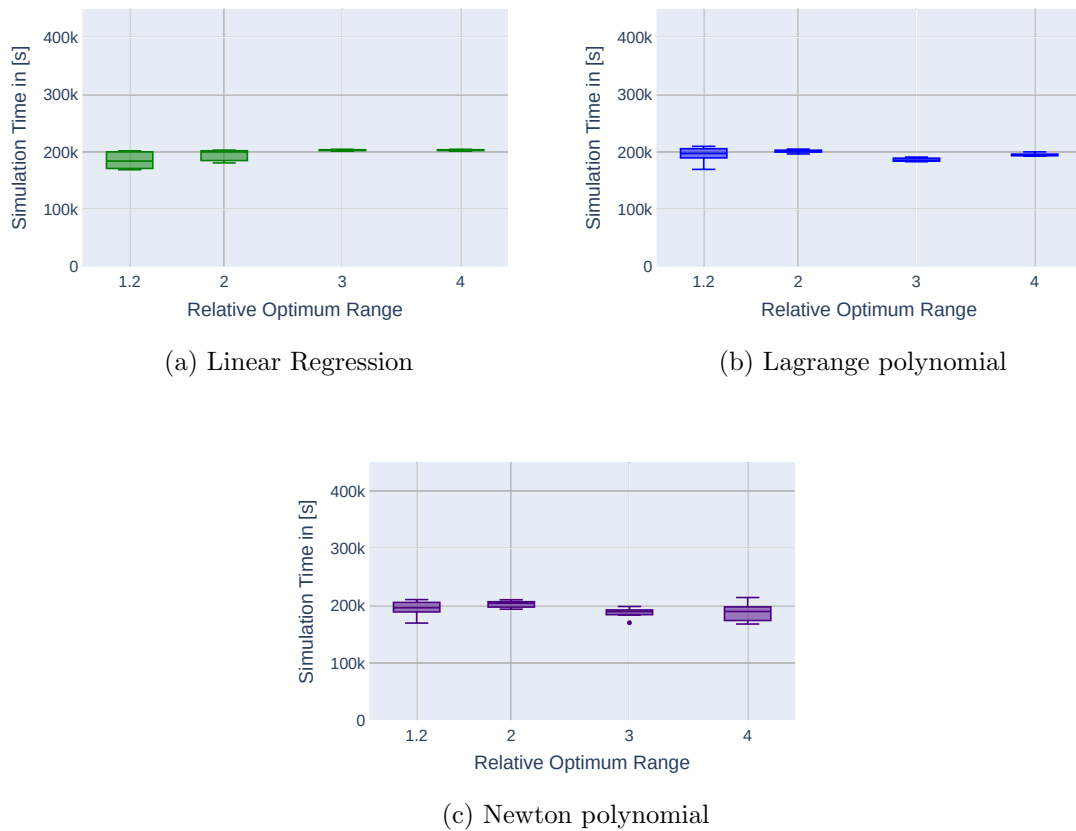 400k
300k
200k
100k
0
Simulation Time in [s]
1.2 2 3 4
Relative Optimum Range
(a) Linear Regression
400k
300k
200k
100k
0
Simulation Time in [s]
1.2 2 3 4
Relative Optimum Range
(b) Lagrange polynomial
400k
300k
200k
100k
0
Simulation Time in [s]
1.2 2 3 4
Relative Optimum Range
(c) Newton polynomial